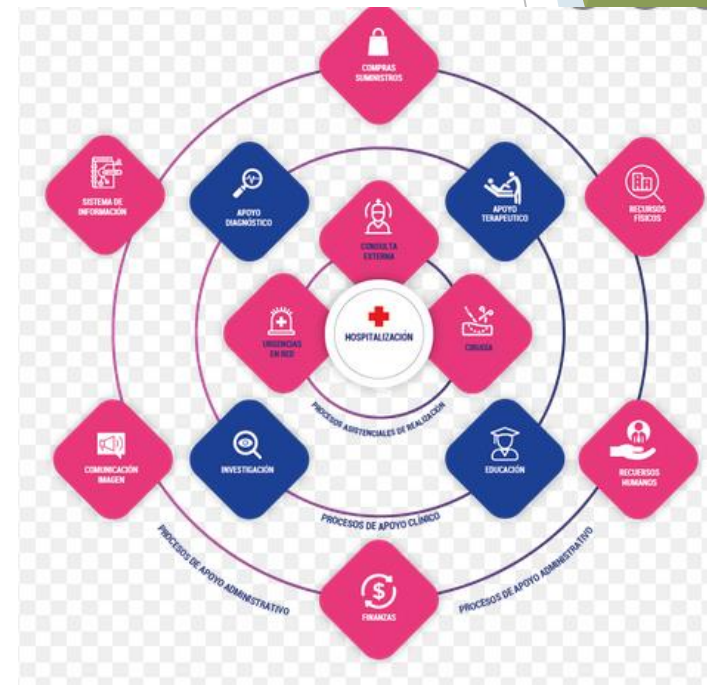 COMPRAS
SUMINISTROS
SISTEMA DE
INFORMACIÓN
APOYO
DIAGNÓSTICO
APOYO
TERAPEUTICO
RECURSOS
FÍSICOS
CONSULTA
EXTERNA
URGENCIAS
EN RED
HOSPITALIZACIÓN
CIRUGÍA
PROCESOS ASISTENCIALES DE REALIZACIÓN
COMUNICACIÓN
IMAGEN
INVESTIGACIÓN
EDUCACIÓN
RECUERSOS
HUMANOS
PROCESOS DE APOYO CLÍNICO
PROCESOS DE APOYO ADMINISTRATIVO
PROCESOS DE APOYO ADMINISTRATIVO
FINANZAS